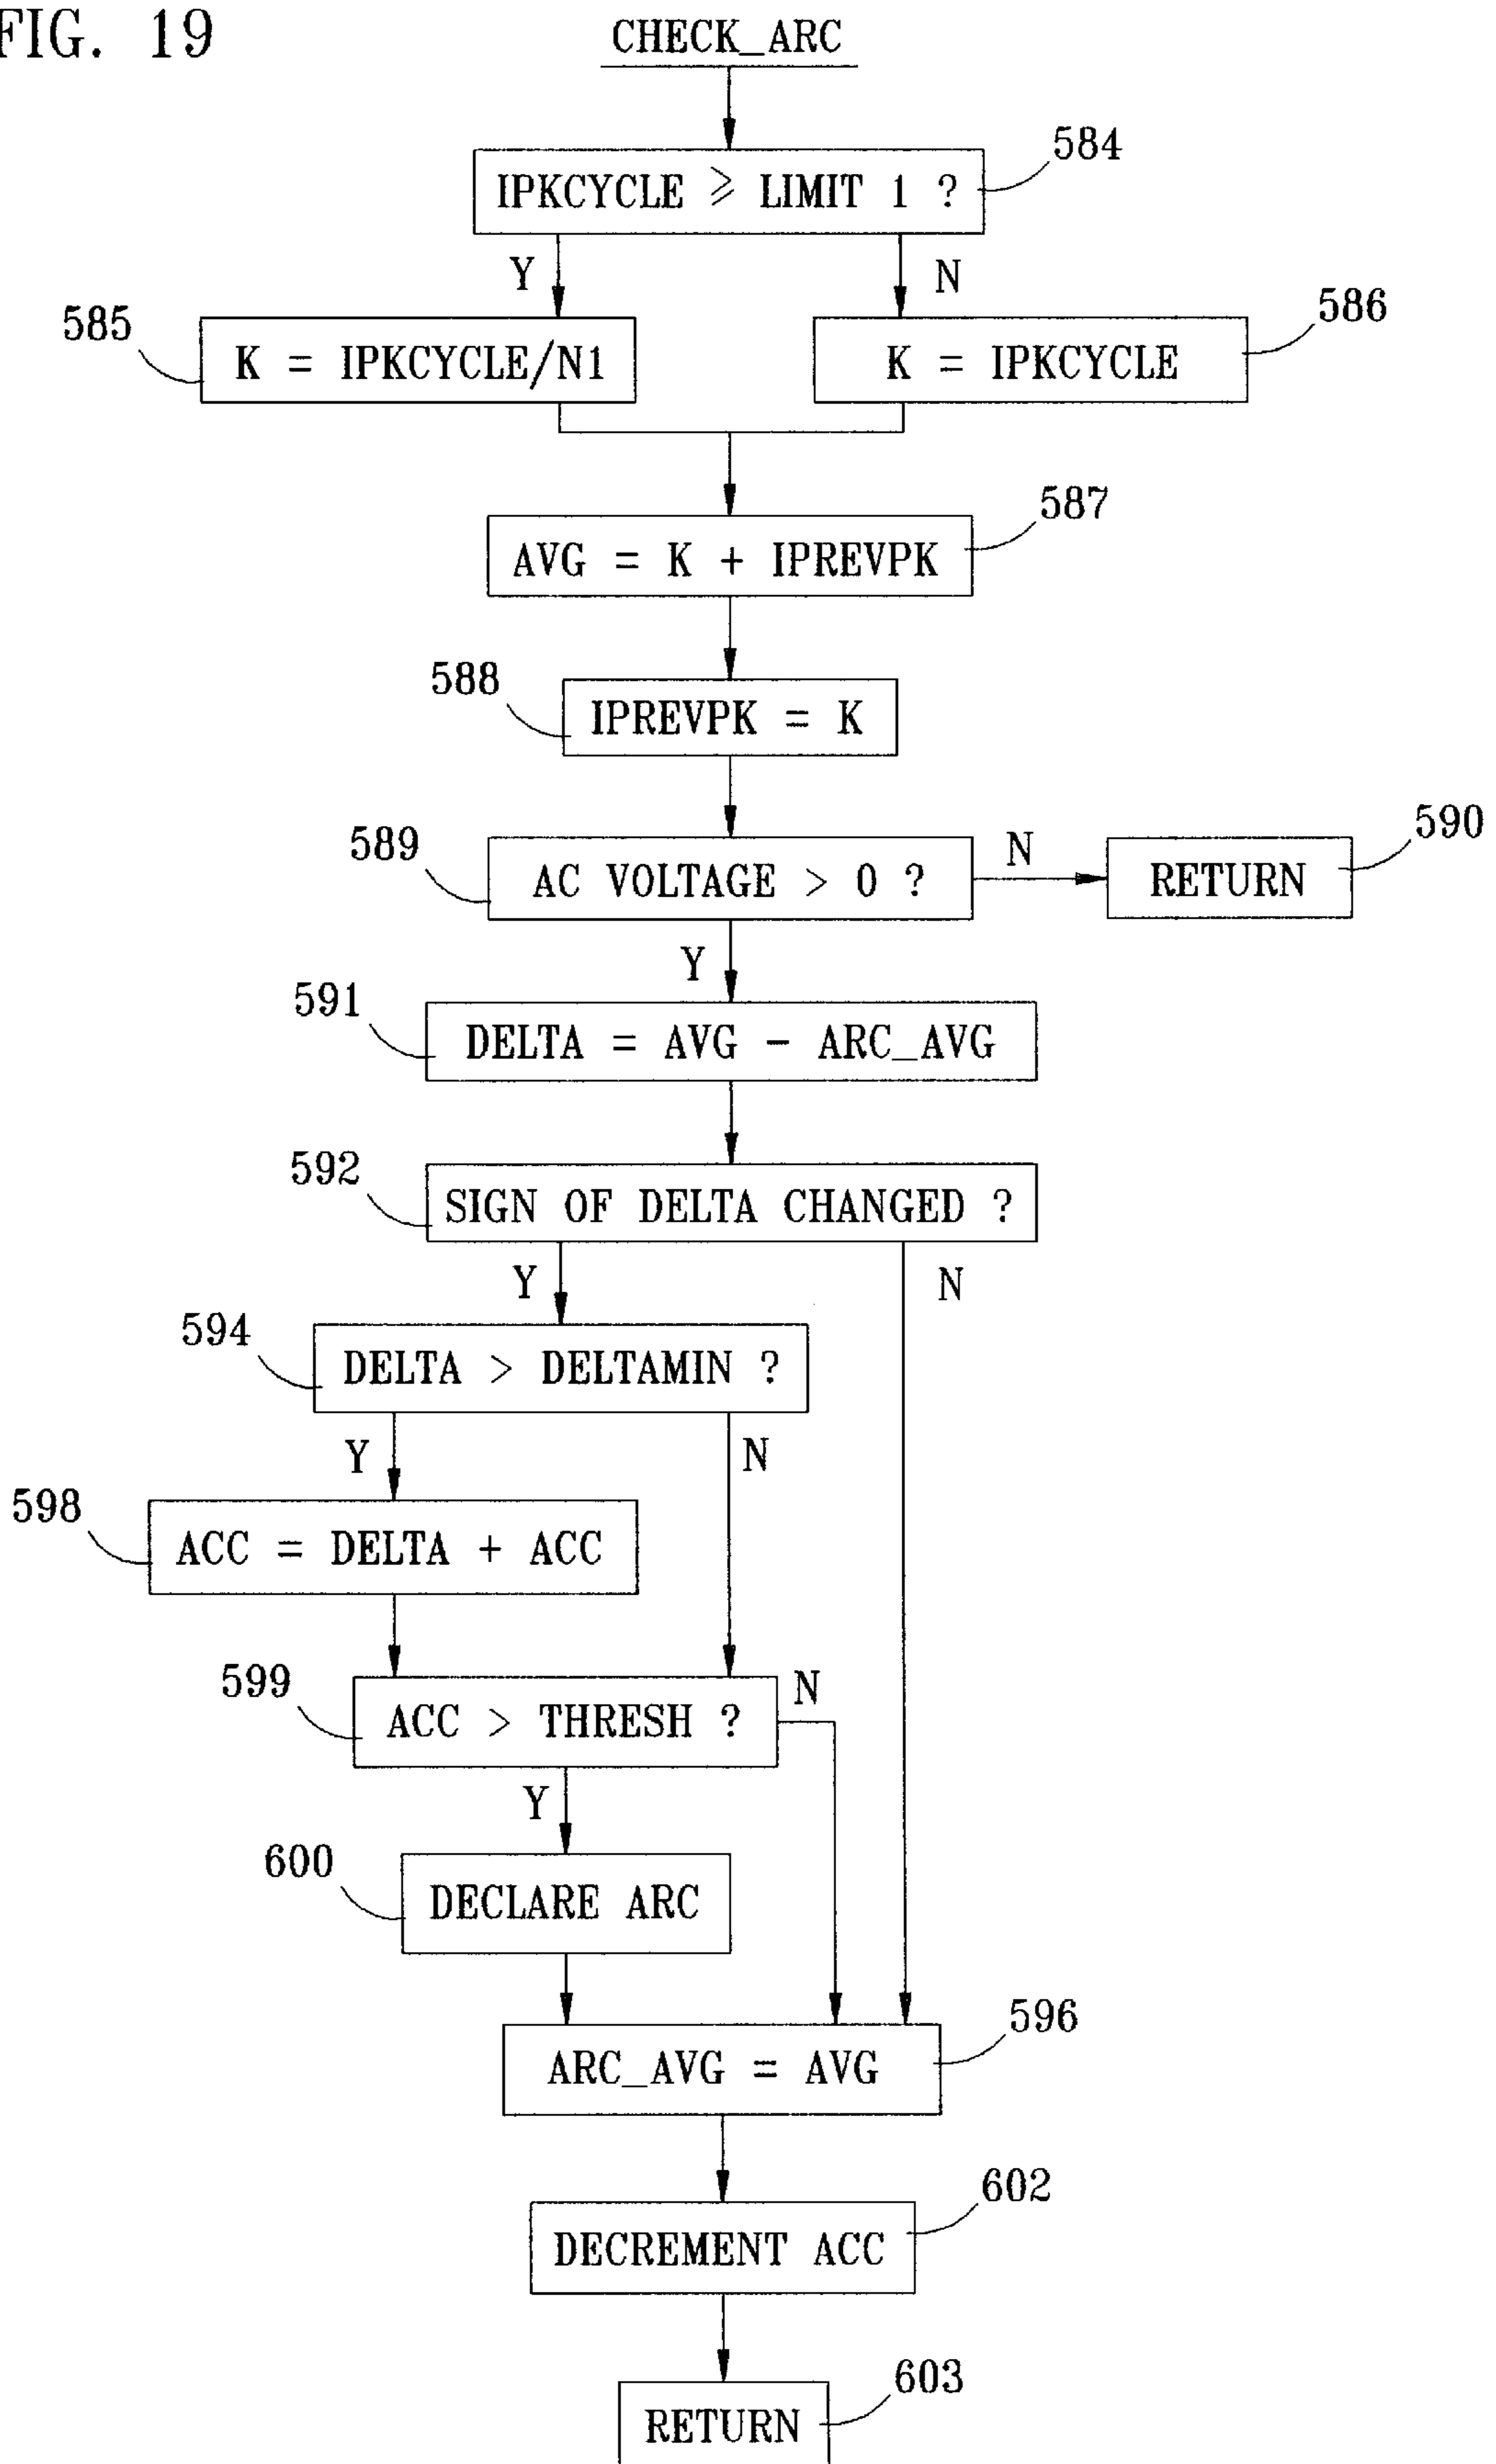 FIG. 19
CHECK_ARC
584
IPKCYCLE ⩾ LIMIT 1 ?
Y
N
585
K = IPKCYCLE/N1
586
K = IPKCYCLE
587
AVG = K + IPREVPK
588
IPREVPK = K
589
AC VOLTAGE > 0 ?
N
590
RETURN
Y
591
DELTA = AVG - ARC_AVG
592
SIGN OF DELTA CHANGED ?
Y
N
594
DELTA > DELTAMIN ?
Y
N
598
ACC = DELTA + ACC
599
ACC > THRESH ?
N
Y
600
DECLARE ARC
596
ARC_AVG = AVG
602
DECREMENT ACC
603
RETURN